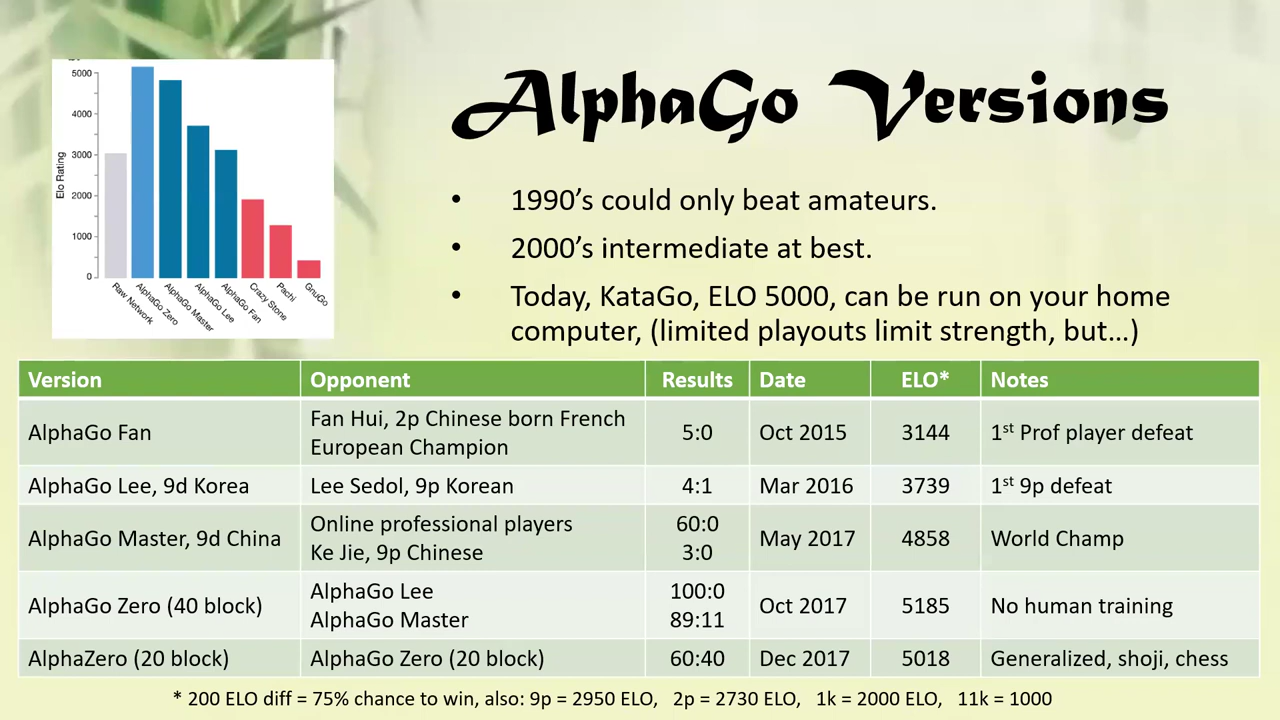 AlphaGo Versions
5000
4000
3000
2000
1000
0
Elo Rating
Raw Network
AlphaGo Zero
AlphaGo Master
AlphaGo Lee
AlphaGo Fan
Crazy Stone
Pachi
GnuGo
• 1990’s could only beat amateurs.
• 2000’s intermediate at best.
• Today, KataGo, ELO 5000, can be run on your home
computer, (limited playouts limit strength, but…)
Version Opponent Results Date ELO* Notes
AlphaGo Fan Fan Hui, 2p Chinese born French 5:0 Oct 2015 3144 1st Prof player defeat
European Champion
AlphaGo Lee, 9d Korea Lee Sedol, 9p Korean 4:1 Mar 2016 3739 1st 9p defeat
AlphaGo Master, 9d China Online professional players 60:0 May 2017 4858 World Champ
Ke Jie, 9p Chinese 3:0
AlphaGo Zero (40 block) AlphaGo Lee 100:0 Oct 2017 5185 No human training
AlphaGo Master 89:11
AlphaZero (20 block) AlphaGo Zero (20 block) 60:40 Dec 2017 5018 Generalized, shoji, chess
* 200 ELO diff = 75% chance to win, also: 9p = 2950 ELO, 2p = 2730 ELO, 1k = 2000 ELO, 11k = 1000